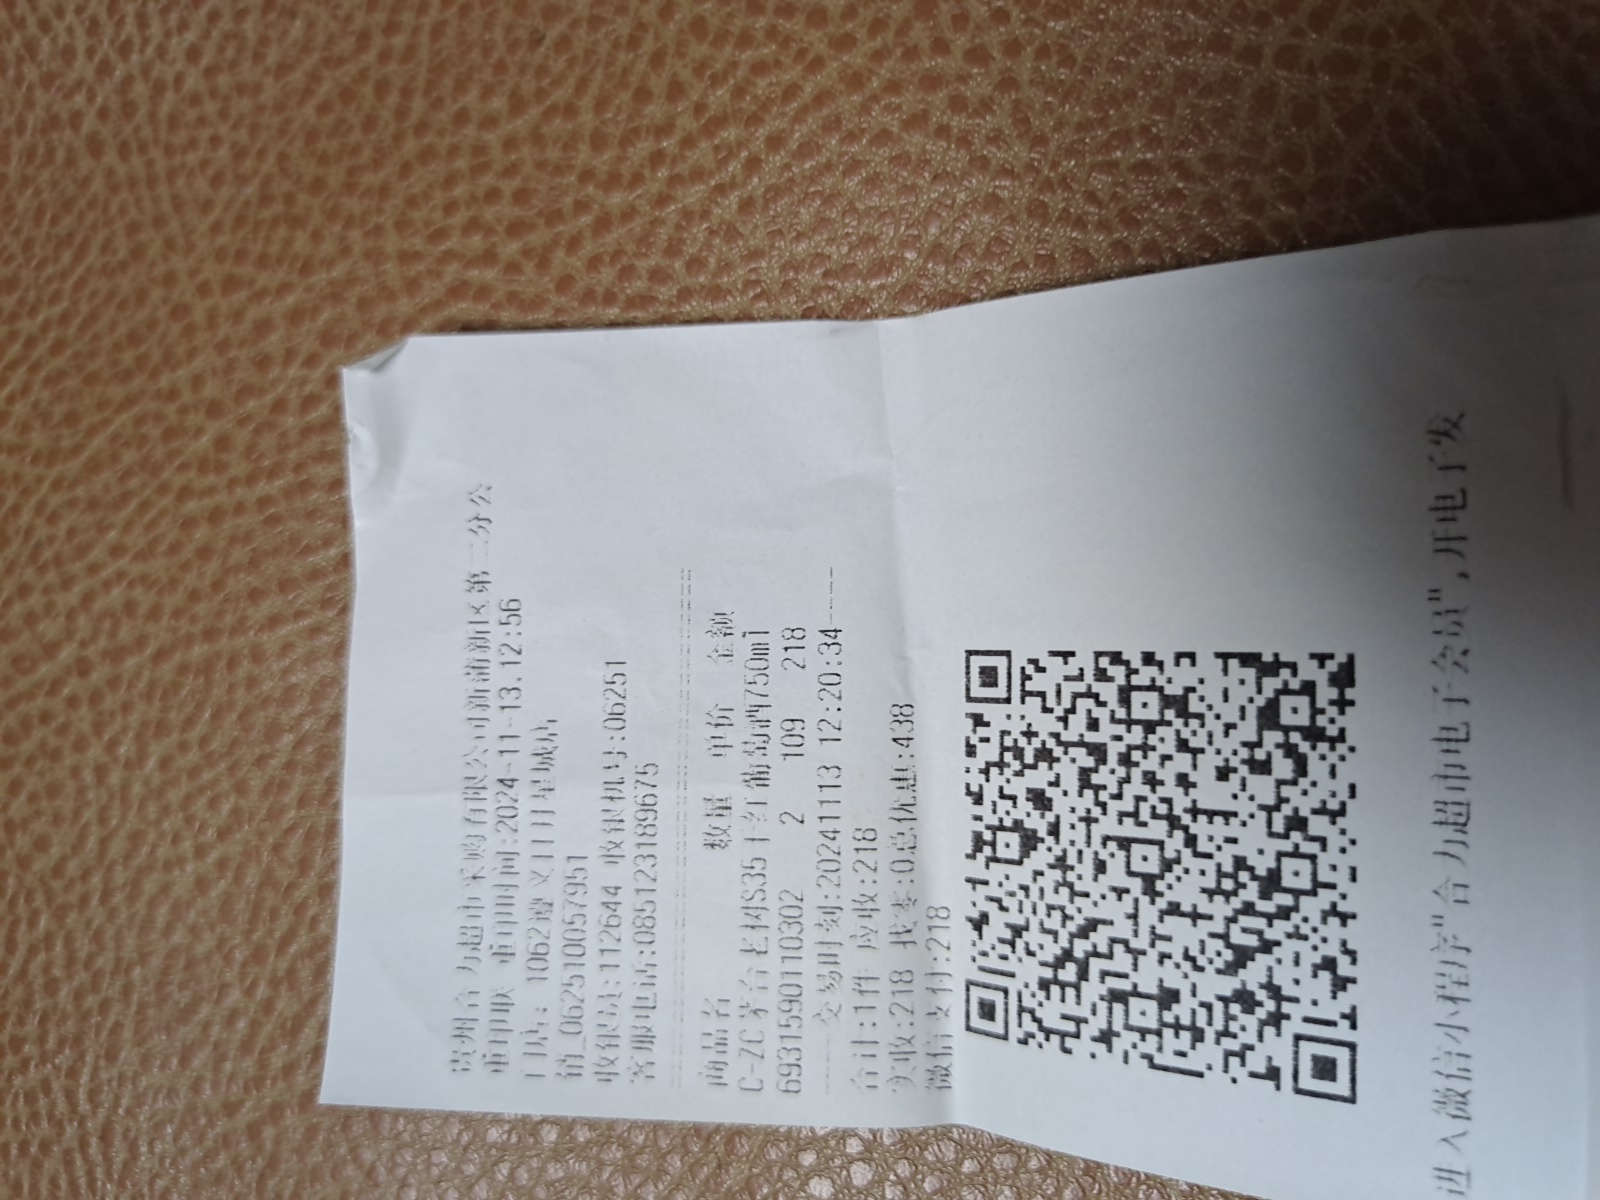 贵州合力超市采购有限公司新蒲新区第二分公
重印联 重印时间:2024-11-13.12:56
门店: 1062遵义日月星城店
销_062510057951
收银员:112644 收银机号:06251
客服电话:085123189675
商品名 数量 单价 金额
C-ZC茅台老树S35干红葡萄酒750ml
6931590110302 2 109 218
交易时刻:20241113 12:20:34
合计:1件 应收:218
实收:218 找零:0总优惠:438
微信支付:218
进入微信小程序"合力超市电子会员",开电子发